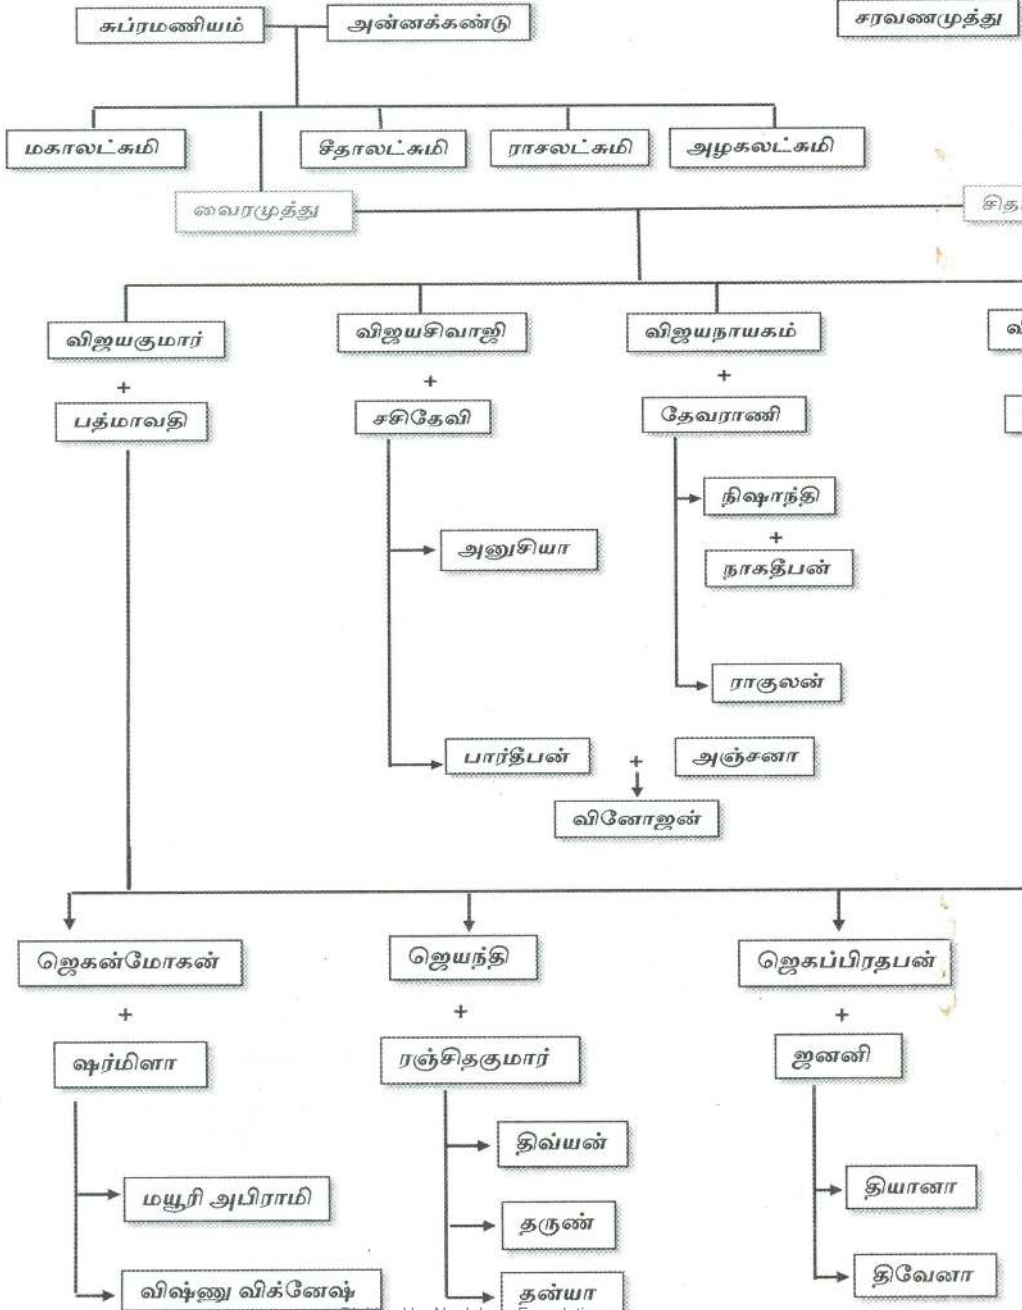 சுப்ரமணியம் அன்னக்கண்டு சரவணமுத்து
மகாலட்சுமி சீதாலட்சுமி ராசலட்சுமி அழகலட்சுமி
வைரமுத்து
விஜயகுமார் விஜயசிவாஜி விஜயநாயகம்
+ + +
பத்மாவதி சசிதேவி தேவராணி
நிஷாந்தி
+
அனுசியா
நாகதீபன்
ராகுலன்
பார்தீபன் + அஞ்சனா
வினோஜன்
ஜெகன்மோகன் ஜெயந்தி ஜெகப்பிரதபன்
+ + +
ஷர்மிளா ரஞ்சிதகுமார் ஜனனி
திவ்யன்
மயூரி அபிராமி தியானா
தருண்
விஷ்ணு விக்னேஷ் தன்யா திவேனா